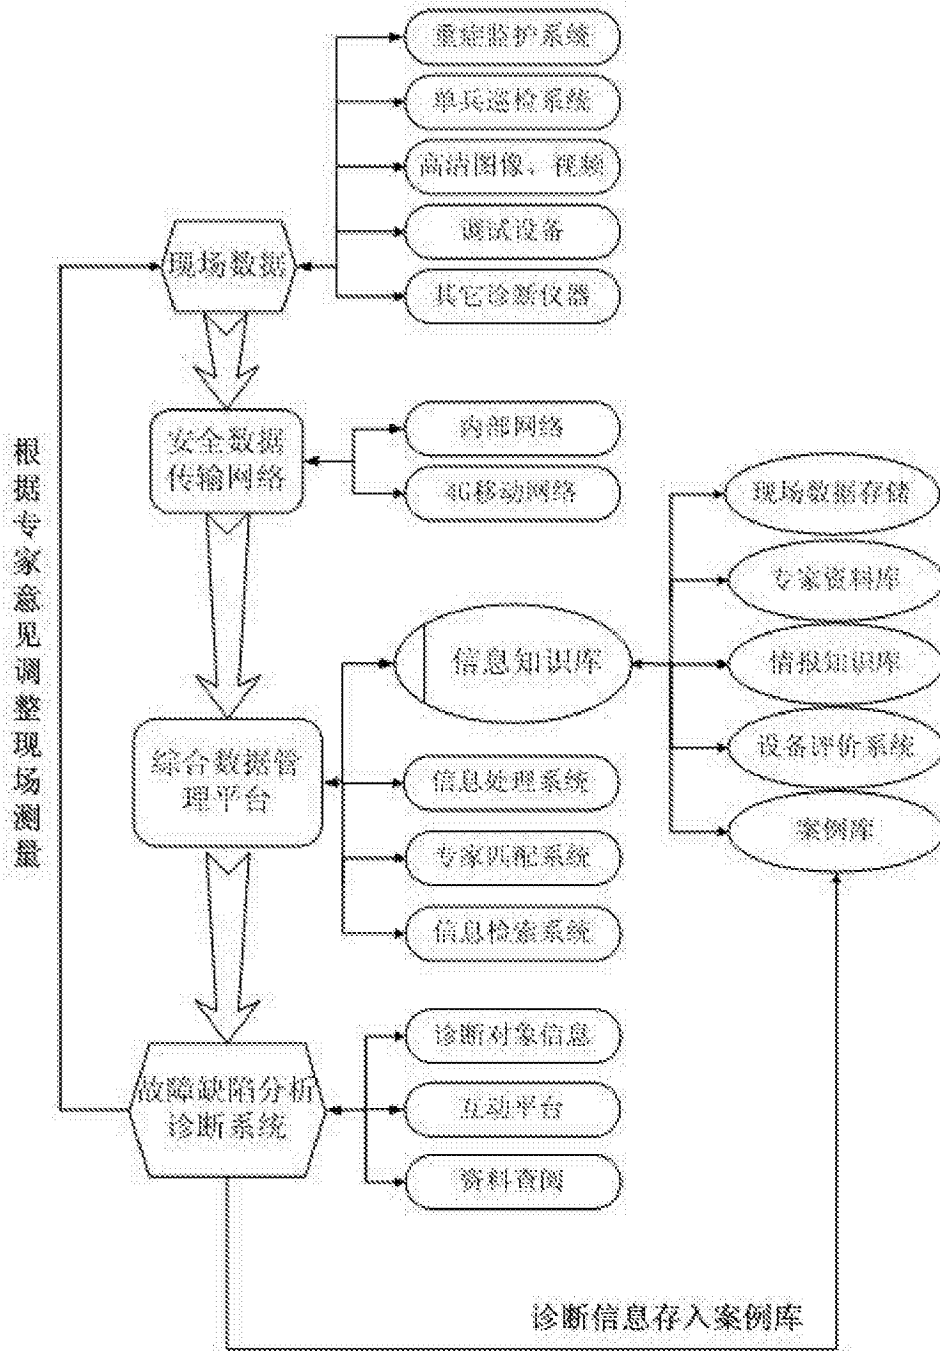 重症监护系统
单兵巡检系统
高清图像，视频
调试设备
其它诊断仪器
现场数据
安全数据
传输网络
内部网络
4G移动网络
根据专家意见调整现场测量
现场数据存储
专家资料库
情报知识库
设备评价系统
案例库
信息知识库
综合数据管
理平台
信息处理系统
专家匹配系统
信息检索系统
故障缺陷分析
诊断系统
诊断对象信息
互动平台
资料查阅
诊断信息存入案例库